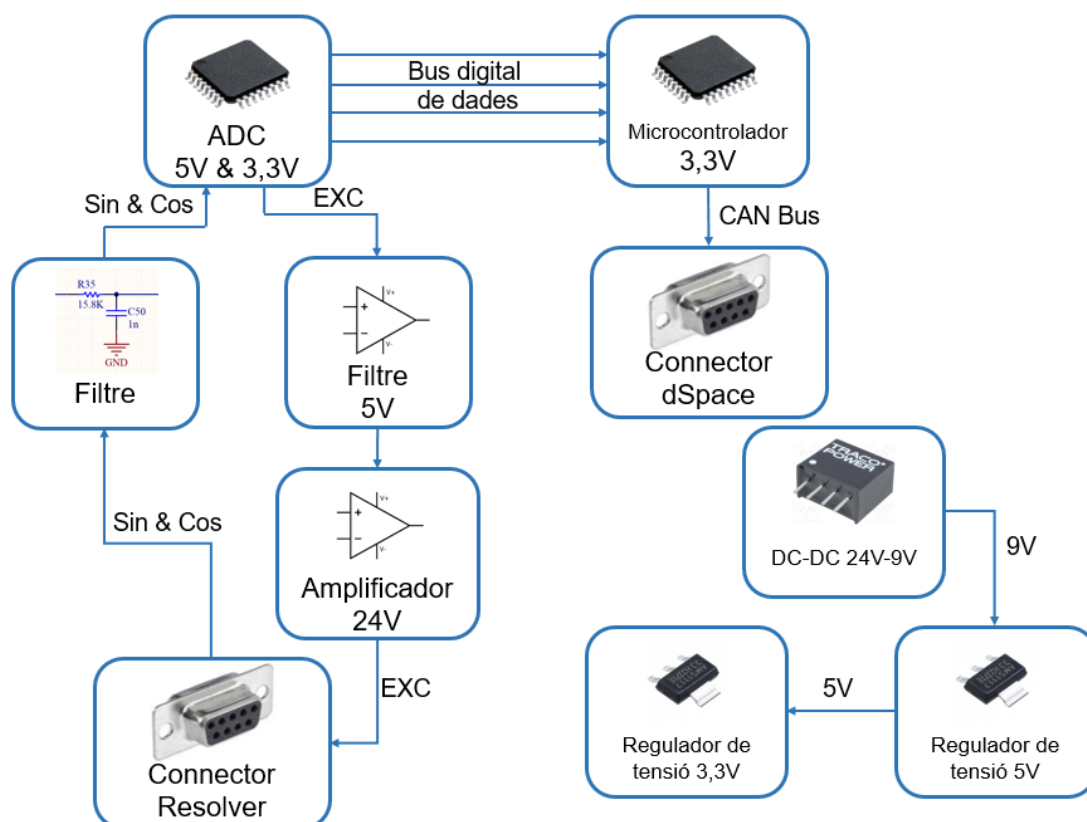 ADC
5V & 3,3V
Bus digital
de dades
Microcontrolador
3,3V
Sin & Cos
EXC
CAN Bus
R35
15.8K
C50
1n
GND
Filtre
V+
+
−
V-
Filtre
5V
Connector
dSpace
Sin & Cos
V+
+
−
V-
Amplificador
24V
TRACO
POWER
DC-DC 24V-9V
9V
EXC
Connector
Resolver
AMS1117
Regulador de
tensió 3,3V
5V
AMS1117
Regulador de
tensió 5V